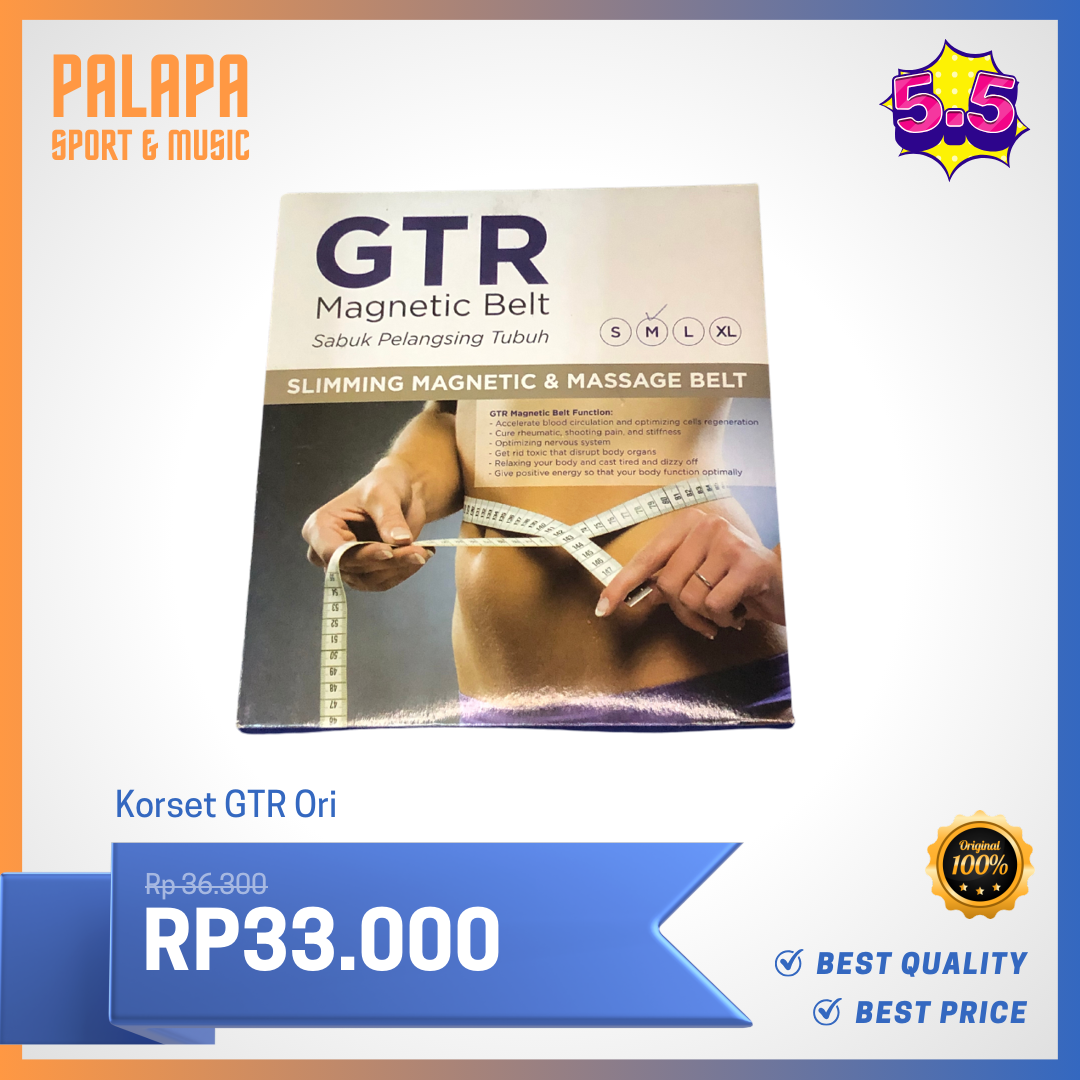 PALAPA
SPORT & MUSIC
5.5
GTR
Magnetic Belt
Sabuk Pelangsing Tubuh
S M L XL
SLIMMING MAGNETIC & MASSAGE BELT
GTR Magnetic Belt Function:
- Accelerate blood circulation and optimizing cells regeneration
- Cure rheumatic, shooting pain, and stiffness
- Optimizing nervous system
- Get rid toxic that disrupt body organs
- Relaxing your body and cast tired and dizzy off
- Give positive energy so that your body function optimally
Korset GTR Ori
Rp 36.300
RP33.000
Original
100%
BEST QUALITY
BEST PRICE